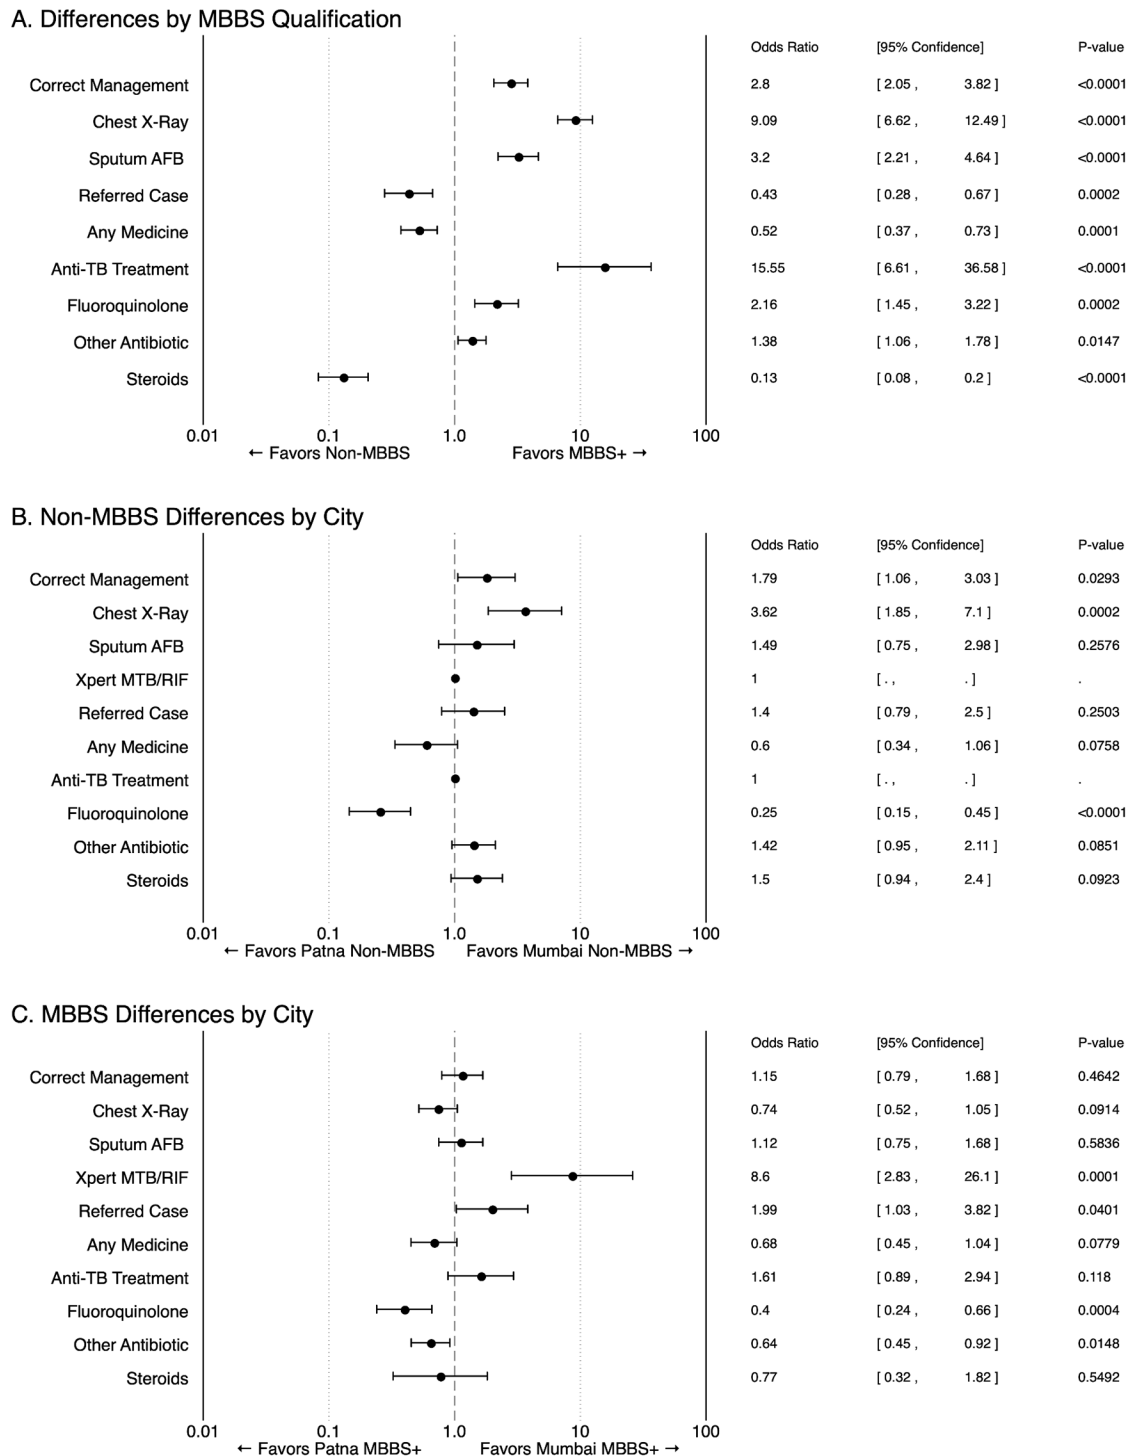 A. Differences by MBBS Qualification
Odds Ratio [95% Confidence] P-value
Correct Management 2.8 [ 2.05 , 3.82 ] <0.0001
Chest X-Ray 9.09 [ 6.62 , 12.49 ] <0.0001
Sputum AFB 3.2 [ 2.21 , 4.64 ] <0.0001
Referred Case 0.43 [ 0.28 , 0.67 ] 0.0002
Any Medicine 0.52 [ 0.37 , 0.73 ] 0.0001
Anti-TB Treatment 15.55 [ 6.61 , 36.58 ] <0.0001
Fluoroquinolone 2.16 [ 1.45 , 3.22 ] 0.0002
Other Antibiotic 1.38 [ 1.06 , 1.78 ] 0.0147
Steroids 0.13 [ 0.08 , 0.2 ] <0.0001
0.01 0.1 1.0 10 100
← Favors Non-MBBS Favors MBBS+ →
B. Non-MBBS Differences by City
Odds Ratio [95% Confidence] P-value
Correct Management 1.79 [ 1.06 , 3.03 ] 0.0293
Chest X-Ray 3.62 [ 1.85 , 7.1 ] 0.0002
Sputum AFB 1.49 [ 0.75 , 2.98 ] 0.2576
Xpert MTB/RIF 1 [ . , . ] .
Referred Case 1.4 [ 0.79 , 2.5 ] 0.2503
Any Medicine 0.6 [ 0.34 , 1.06 ] 0.0758
Anti-TB Treatment 1 [ . , . ] .
Fluoroquinolone 0.25 [ 0.15 , 0.45 ] <0.0001
Other Antibiotic 1.42 [ 0.95 , 2.11 ] 0.0851
Steroids 1.5 [ 0.94 , 2.4 ] 0.0923
0.01 0.1 1.0 10 100
← Favors Patna Non-MBBS Favors Mumbai Non-MBBS →
C. MBBS Differences by City
Odds Ratio [95% Confidence] P-value
Correct Management 1.15 [ 0.79 , 1.68 ] 0.4642
Chest X-Ray 0.74 [ 0.52 , 1.05 ] 0.0914
Sputum AFB 1.12 [ 0.75 , 1.68 ] 0.5836
Xpert MTB/RIF 8.6 [ 2.83 , 26.1 ] 0.0001
Referred Case 1.99 [ 1.03 , 3.82 ] 0.0401
Any Medicine 0.68 [ 0.45 , 1.04 ] 0.0779
Anti-TB Treatment 1.61 [ 0.89 , 2.94 ] 0.118
Fluoroquinolone 0.4 [ 0.24 , 0.66 ] 0.0004
Other Antibiotic 0.64 [ 0.45 , 0.92 ] 0.0148
Steroids 0.77 [ 0.32 , 1.82 ] 0.5492
0.01 0.1 1.0 10 100
← Favors Patna MBBS+ Favors Mumbai MBBS+ →